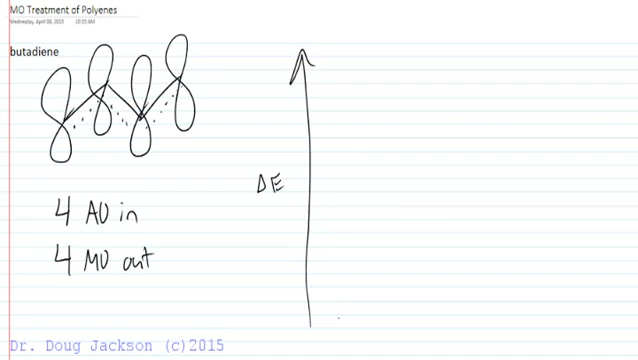 MO Treatment of Polyenes
Wednesday, April 08, 2015 10:55 AM
butadiene
ΔE
4 AO in
4 MO out
Dr. Doug Jackson (c)2015